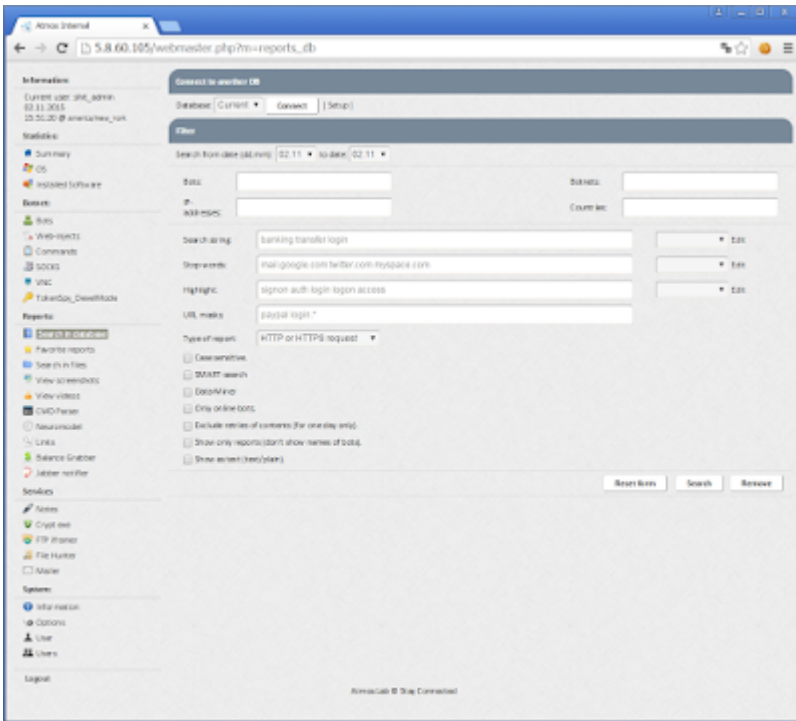 Atmos Internal
5.8.60.105/webmaster.php?m=reports_db
Information:
Current user: shit_admin
02.11.2015
15:51:20 @ america/new_york
Statistics:
Summary
OS
Installed Software
Botnet:
Bots
Web-injects
Commands
SOCKS
VNC
TokenSpy_DevelMode
Reports:
Search in database
Favorite reports
Search in files
View screenshots
View videos
CMD Parser
Neuromodel
Links
Balance Grabber
Jabber notifier
Services
Notes
Crypt exe
FTP iframer
File Hunter
Mailer
System:
Information
Options
User
Users
Logout
Connect to another DB
Database: Current Connect [Setup]
Filter
Search from date (dd.mm): 02.11 to date: 02.11
Bots:
Botnets:
IP-addresses:
Countries:
Search string: banking transfer login Edit
Stop-words: mail.google.com twitter.com myspace.com Edit
Highlight: signon auth login logon access Edit
URL masks: paypal login.*
Type of report: HTTP or HTTPS request
Case sensitive.
SMART-search
DataMiner
Only online bots.
Exclude retries of contents (for one day only).
Show only reports (don't show names of bots).
Show as text (text/plain).
Reset form Search Remove
Atmos Lab © Stay Connected